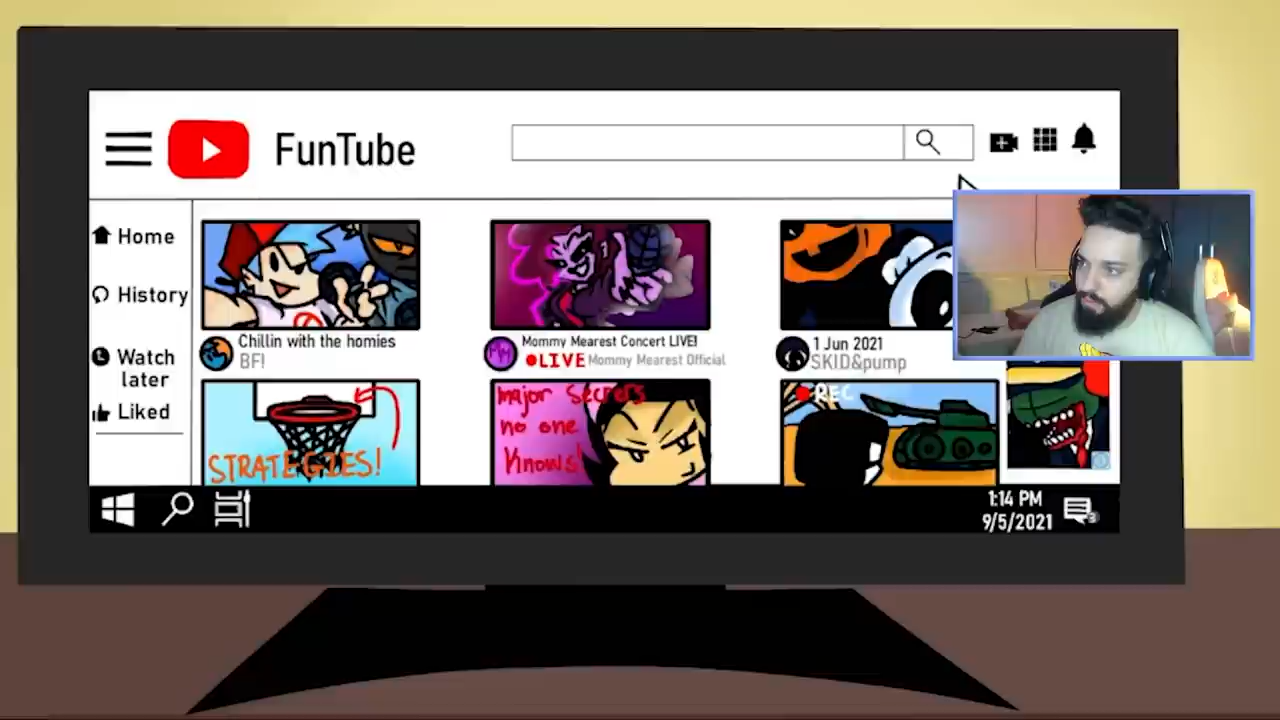 FunTube
Home
History
Watch
later
Liked
Chillin with the homies
BF!
Mommy Mearest Concert LIVE!
LIVE Mommy Mearest Official
1 Jun 2021
SKID&pump
STRATEGIES!
major Secrets
no one
Knows!
REC
1:14 PM
9/5/2021
3